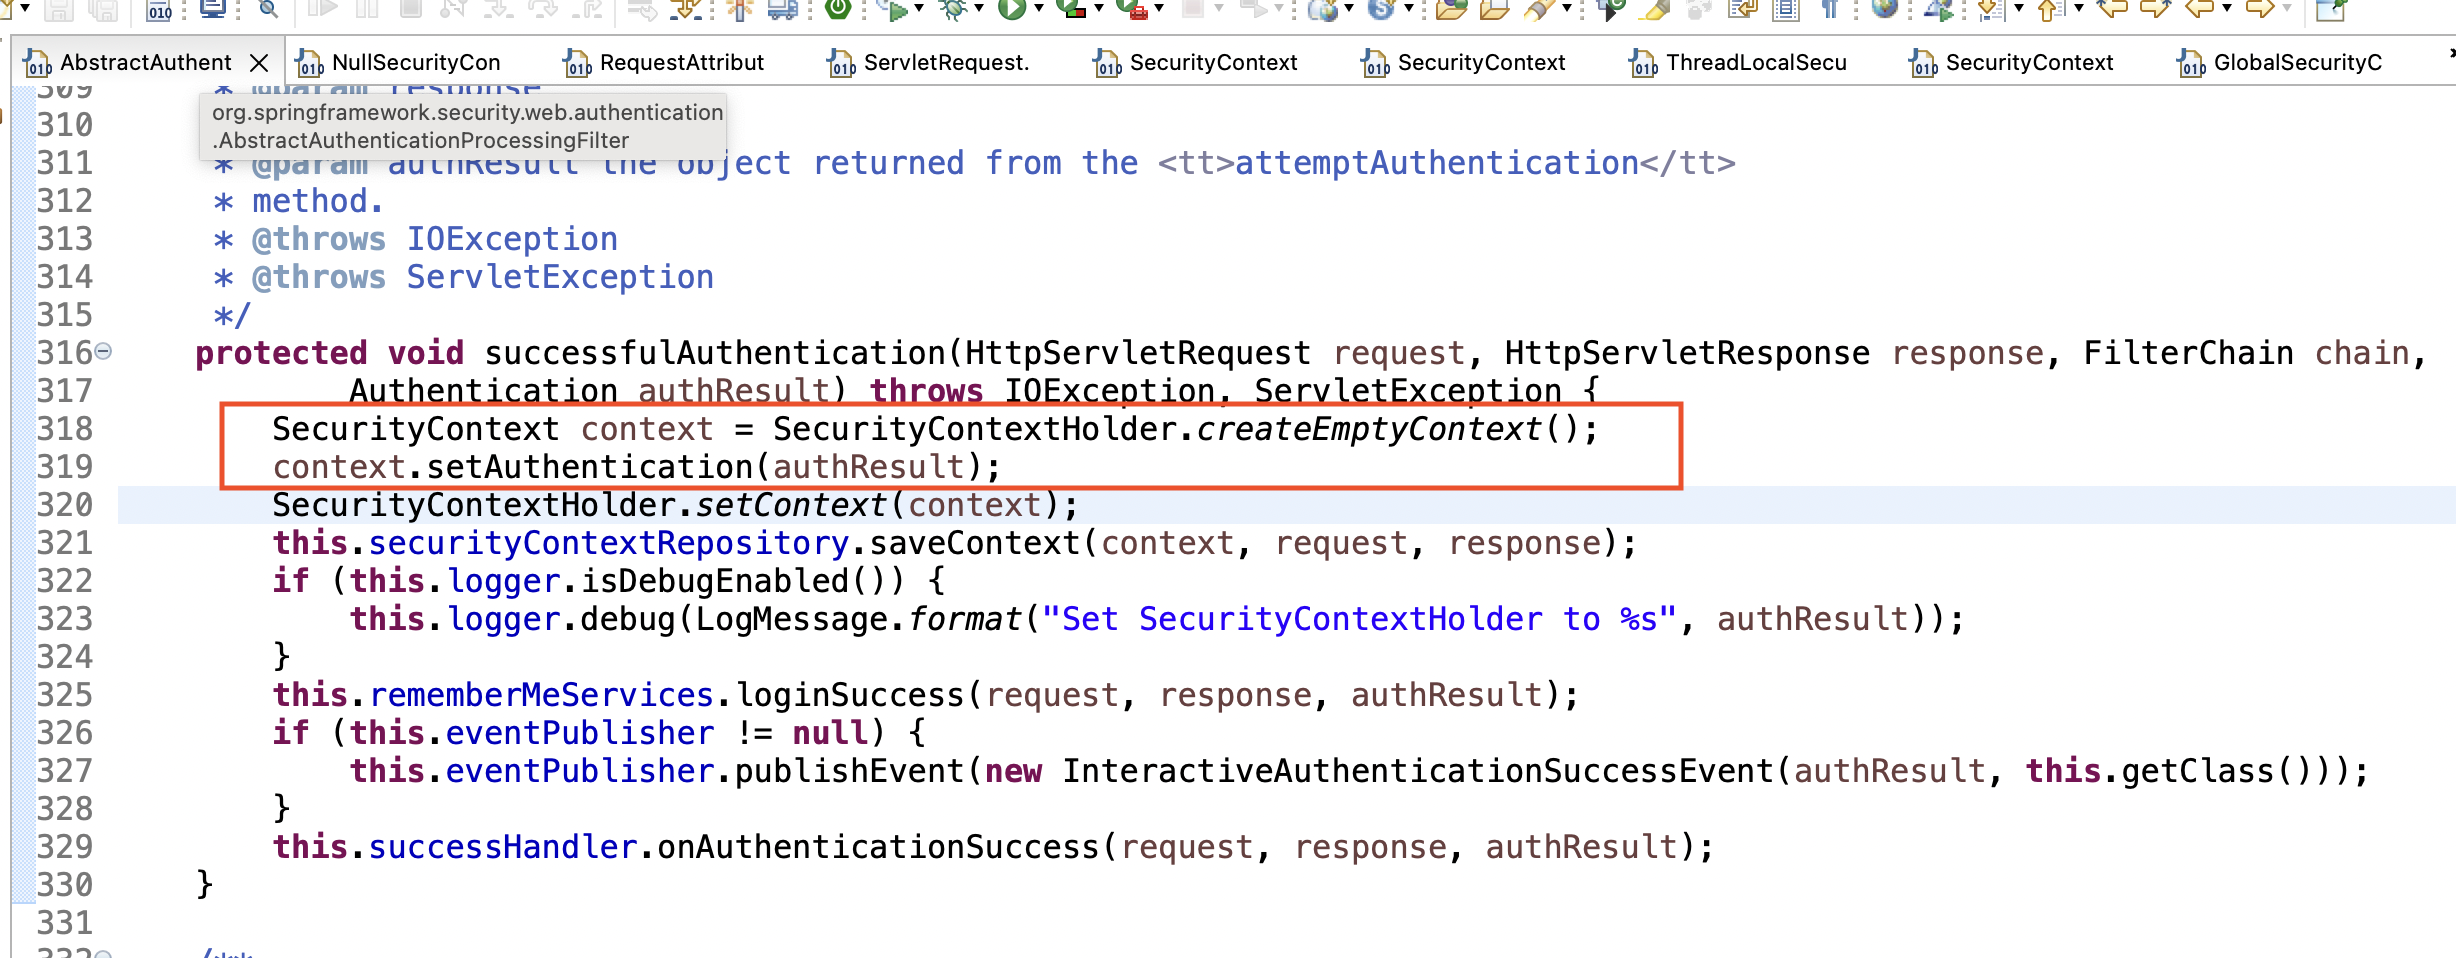 AbstractAuthent NullSecurityCon RequestAttribut ServletRequest. SecurityContext SecurityContext ThreadLocalSecu SecurityContext GlobalSecurityC
309 * @param response
org.springframework.security.web.authentication
.AbstractAuthenticationProcessingFilter
310
311 * @param authResult the object returned from the <tt>attemptAuthentication</tt>
312 * method.
313 * @throws IOException
314 * @throws ServletException
315 */
316 protected void successfulAuthentication(HttpServletRequest request, HttpServletResponse response, FilterChain chain,
317 Authentication authResult) throws IOException, ServletException {
318 SecurityContext context = SecurityContextHolder.createEmptyContext();
319 context.setAuthentication(authResult);
320 SecurityContextHolder.setContext(context);
321 this.securityContextRepository.saveContext(context, request, response);
322 if (this.logger.isDebugEnabled()) {
323 this.logger.debug(LogMessage.format("Set SecurityContextHolder to %s", authResult));
324 }
325 this.rememberMeServices.loginSuccess(request, response, authResult);
326 if (this.eventPublisher != null) {
327 this.eventPublisher.publishEvent(new InteractiveAuthenticationSuccessEvent(authResult, this.getClass()));
328 }
329 this.successHandler.onAuthenticationSuccess(request, response, authResult);
330 }
331
332 /**